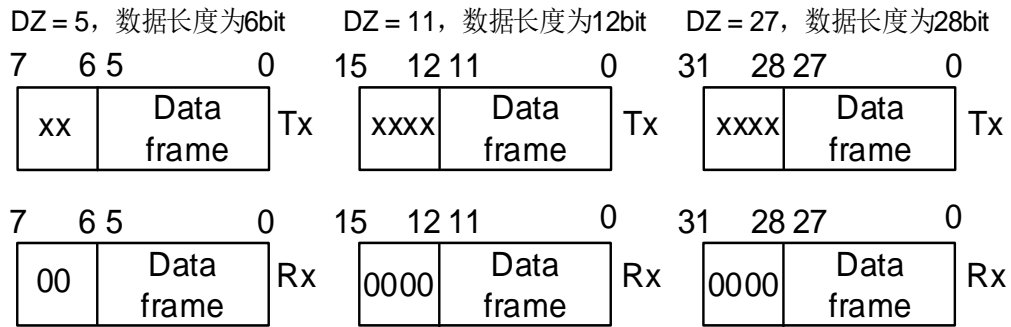 DZ = 5，数据长度为6bit DZ = 11，数据长度为12bit DZ = 27，数据长度为28bit
7 6 5 0 15 12 11 0 31 28 27 0
xx Data frame Tx xxxx Data frame Tx xxxx Data frame Tx
7 6 5 0 15 12 11 0 31 28 27 0
00 Data frame Rx 0000 Data frame Rx 0000 Data frame Rx